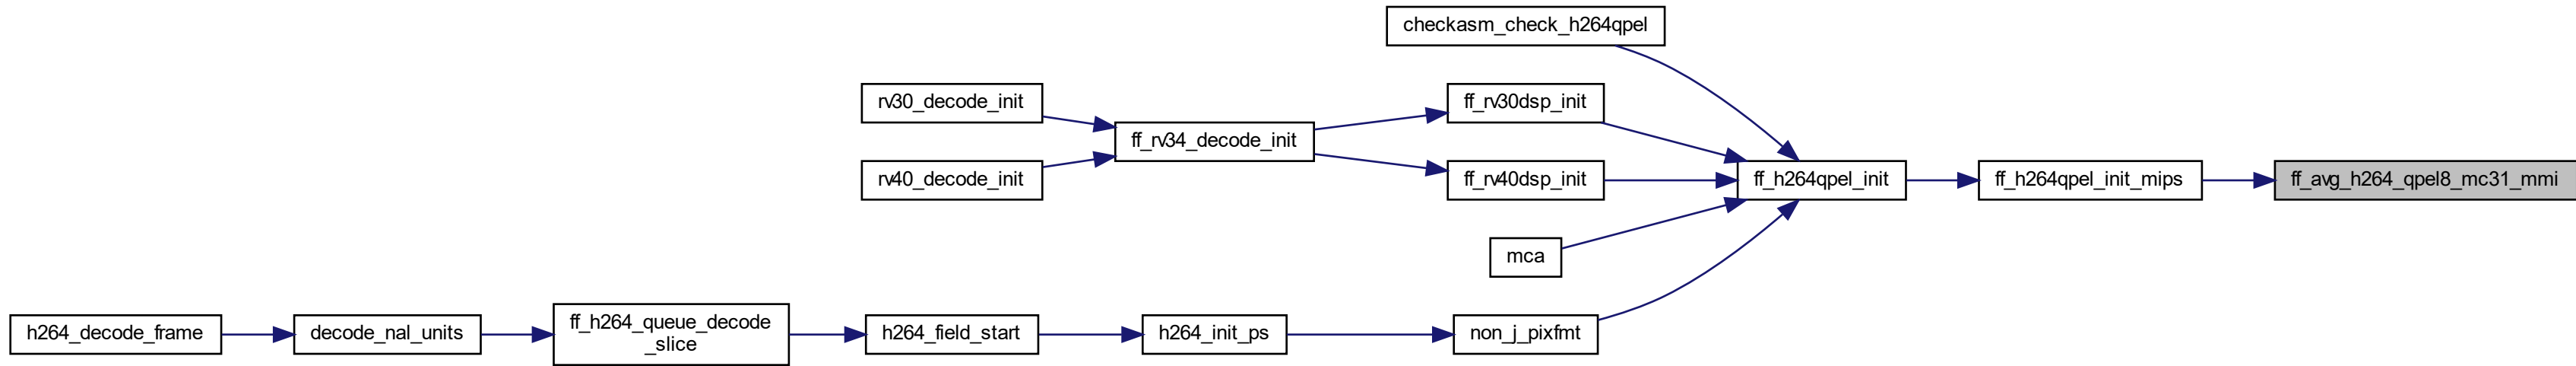 checkasm_check_h264qpel
rv30_decode_init
ff_rv30dsp_init
ff_rv34_decode_init
rv40_decode_init
ff_rv40dsp_init
ff_h264qpel_init
ff_h264qpel_init_mips
ff_avg_h264_qpel8_mc31_mmi
mca
h264_decode_frame
decode_nal_units
ff_h264_queue_decode
_slice
h264_field_start
h264_init_ps
non_j_pixfmt